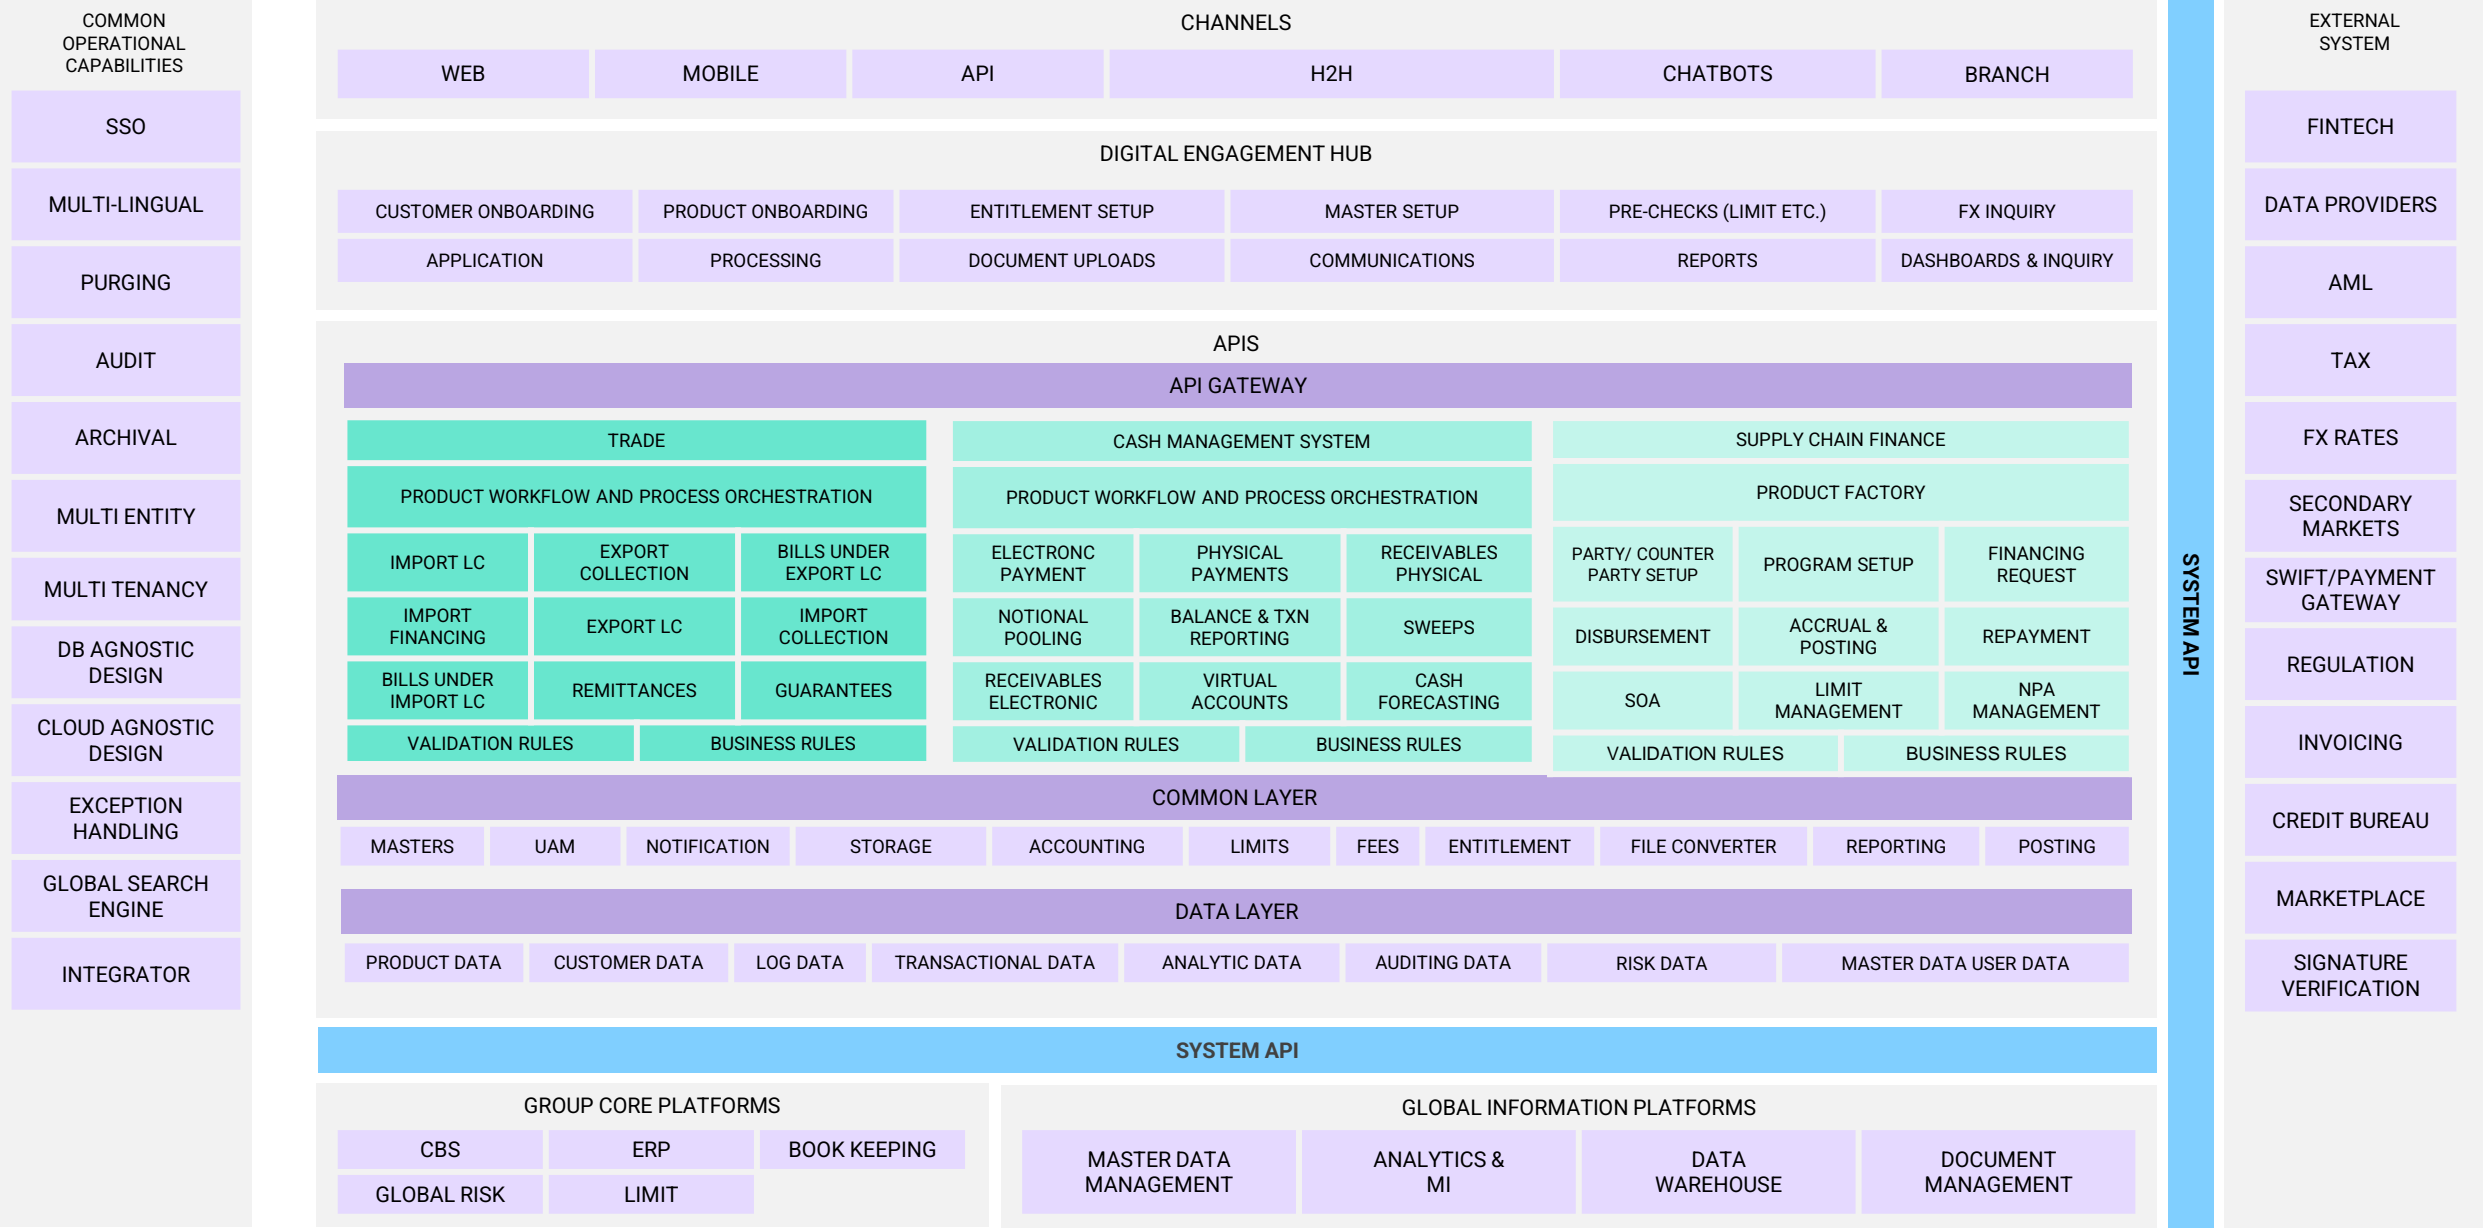 COMMON
OPERATIONAL
CAPABILITIES
SSO
MULTI-LINGUAL
PURGING
AUDIT
ARCHIVAL
MULTI ENTITY
MULTI TENANCY
DB AGNOSTIC
DESIGN
CLOUD AGNOSTIC
DESIGN
EXCEPTION
HANDLING
GLOBAL SEARCH
ENGINE
INTEGRATOR
CHANNELS
WEB
MOBILE
API
H2H
CHATBOTS
BRANCH
DIGITAL ENGAGEMENT HUB
CUSTOMER ONBOARDING
PRODUCT ONBOARDING
ENTITLEMENT SETUP
MASTER SETUP
PRE-CHECKS (LIMIT ETC.)
FX INQUIRY
APPLICATION
PROCESSING
DOCUMENT UPLOADS
COMMUNICATIONS
REPORTS
DASHBOARDS & INQUIRY
APIS
API GATEWAY
TRADE
PRODUCT WORKFLOW AND PROCESS ORCHESTRATION
IMPORT LC
EXPORT
COLLECTION
BILLS UNDER
EXPORT LC
IMPORT
FINANCING
EXPORT LC
IMPORT
COLLECTION
BILLS UNDER
IMPORT LC
REMITTANCES
GUARANTEES
VALIDATION RULES
BUSINESS RULES
CASH MANAGEMENT SYSTEM
PRODUCT WORKFLOW AND PROCESS ORCHESTRATION
ELECTRONC
PAYMENT
PHYSICAL
PAYMENTS
RECEIVABLES
PHYSICAL
NOTIONAL
POOLING
BALANCE & TXN
REPORTING
SWEEPS
RECEIVABLES
ELECTRONIC
VIRTUAL
ACCOUNTS
CASH
FORECASTING
VALIDATION RULES
BUSINESS RULES
SUPPLY CHAIN FINANCE
PRODUCT FACTORY
PARTY/ COUNTER
PARTY SETUP
PROGRAM SETUP
FINANCING
REQUEST
DISBURSEMENT
ACCRUAL &
POSTING
REPAYMENT
SOA
LIMIT
MANAGEMENT
NPA
MANAGEMENT
VALIDATION RULES
BUSINESS RULES
COMMON LAYER
MASTERS
UAM
NOTIFICATION
STORAGE
ACCOUNTING
LIMITS
FEES
ENTITLEMENT
FILE CONVERTER
REPORTING
POSTING
DATA LAYER
PRODUCT DATA
CUSTOMER DATA
LOG DATA
TRANSACTIONAL DATA
ANALYTIC DATA
AUDITING DATA
RISK DATA
MASTER DATA USER DATA
SYSTEM API
GROUP CORE PLATFORMS
CBS
ERP
BOOK KEEPING
GLOBAL RISK
LIMIT
GLOBAL INFORMATION PLATFORMS
MASTER DATA
MANAGEMENT
ANALYTICS &
MI
DATA
WAREHOUSE
DOCUMENT
MANAGEMENT
SYSTEM API
EXTERNAL
SYSTEM
FINTECH
DATA PROVIDERS
AML
TAX
FX RATES
SECONDARY
MARKETS
SWIFT/PAYMENT
GATEWAY
REGULATION
INVOICING
CREDIT BUREAU
MARKETPLACE
SIGNATURE
VERIFICATION